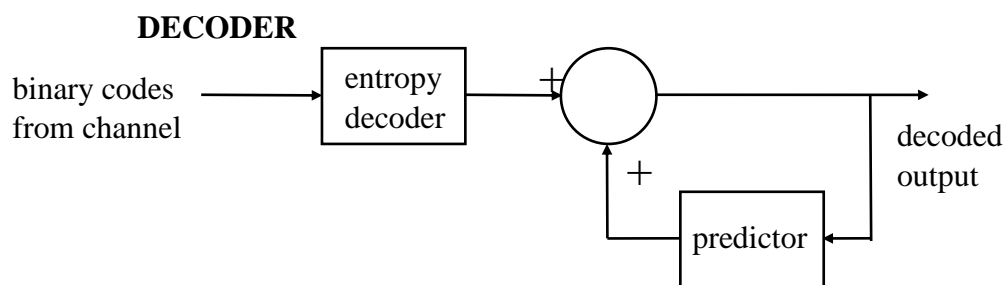 DECODER
binary codes
from channel
entropy
decoder
+
+
decoded
output
predictor